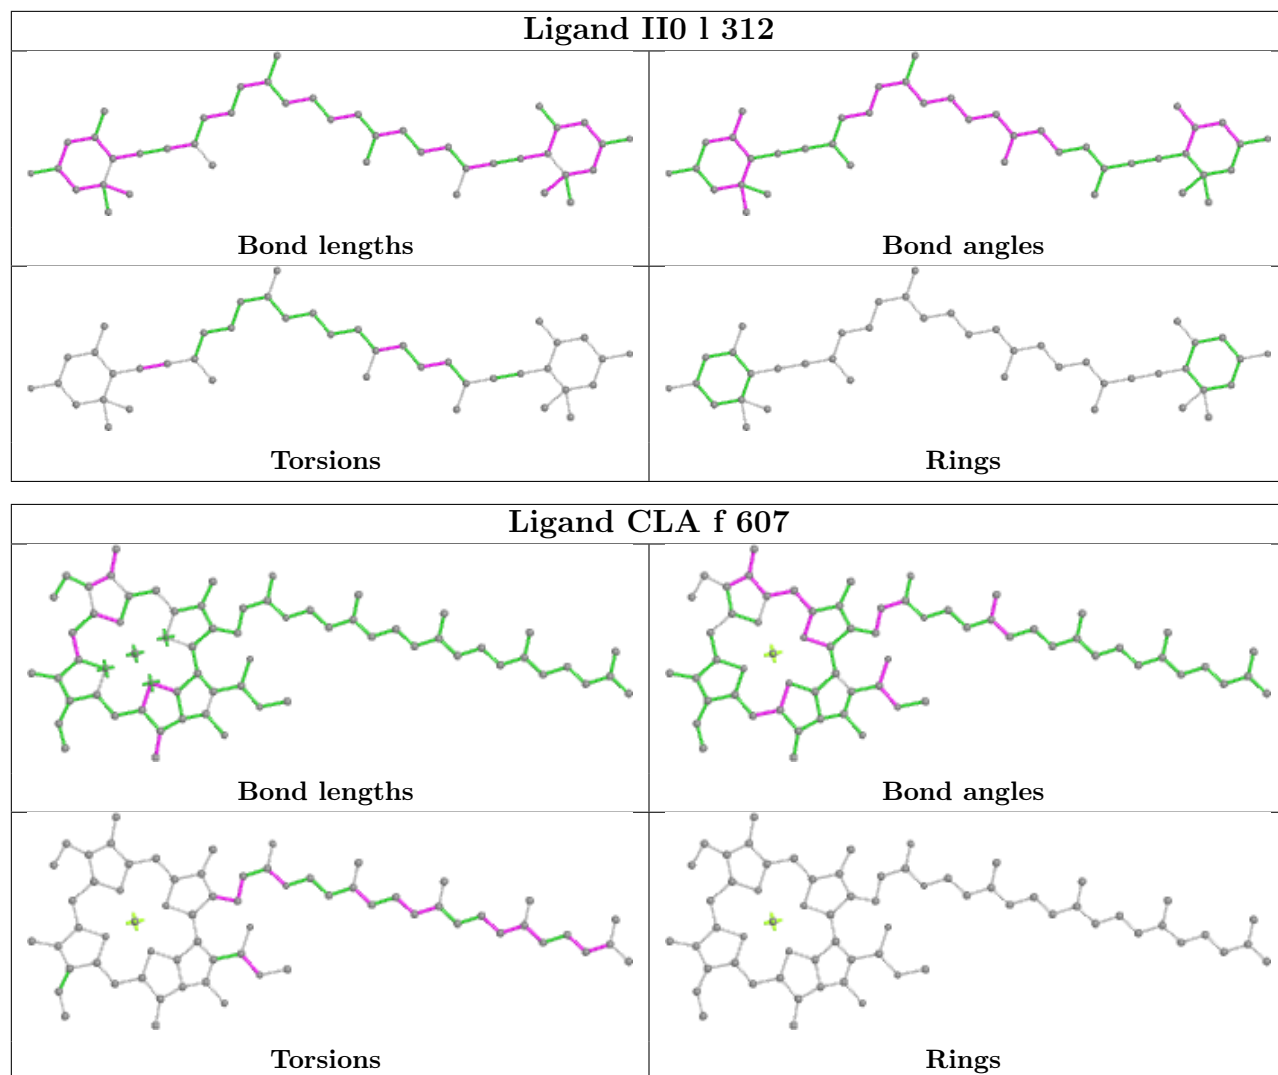 Ligand II0 l 312
Bond lengths
Bond angles
Torsions
Rings
Ligand CLA f 607
Bond lengths
Bond angles
Torsions
Rings